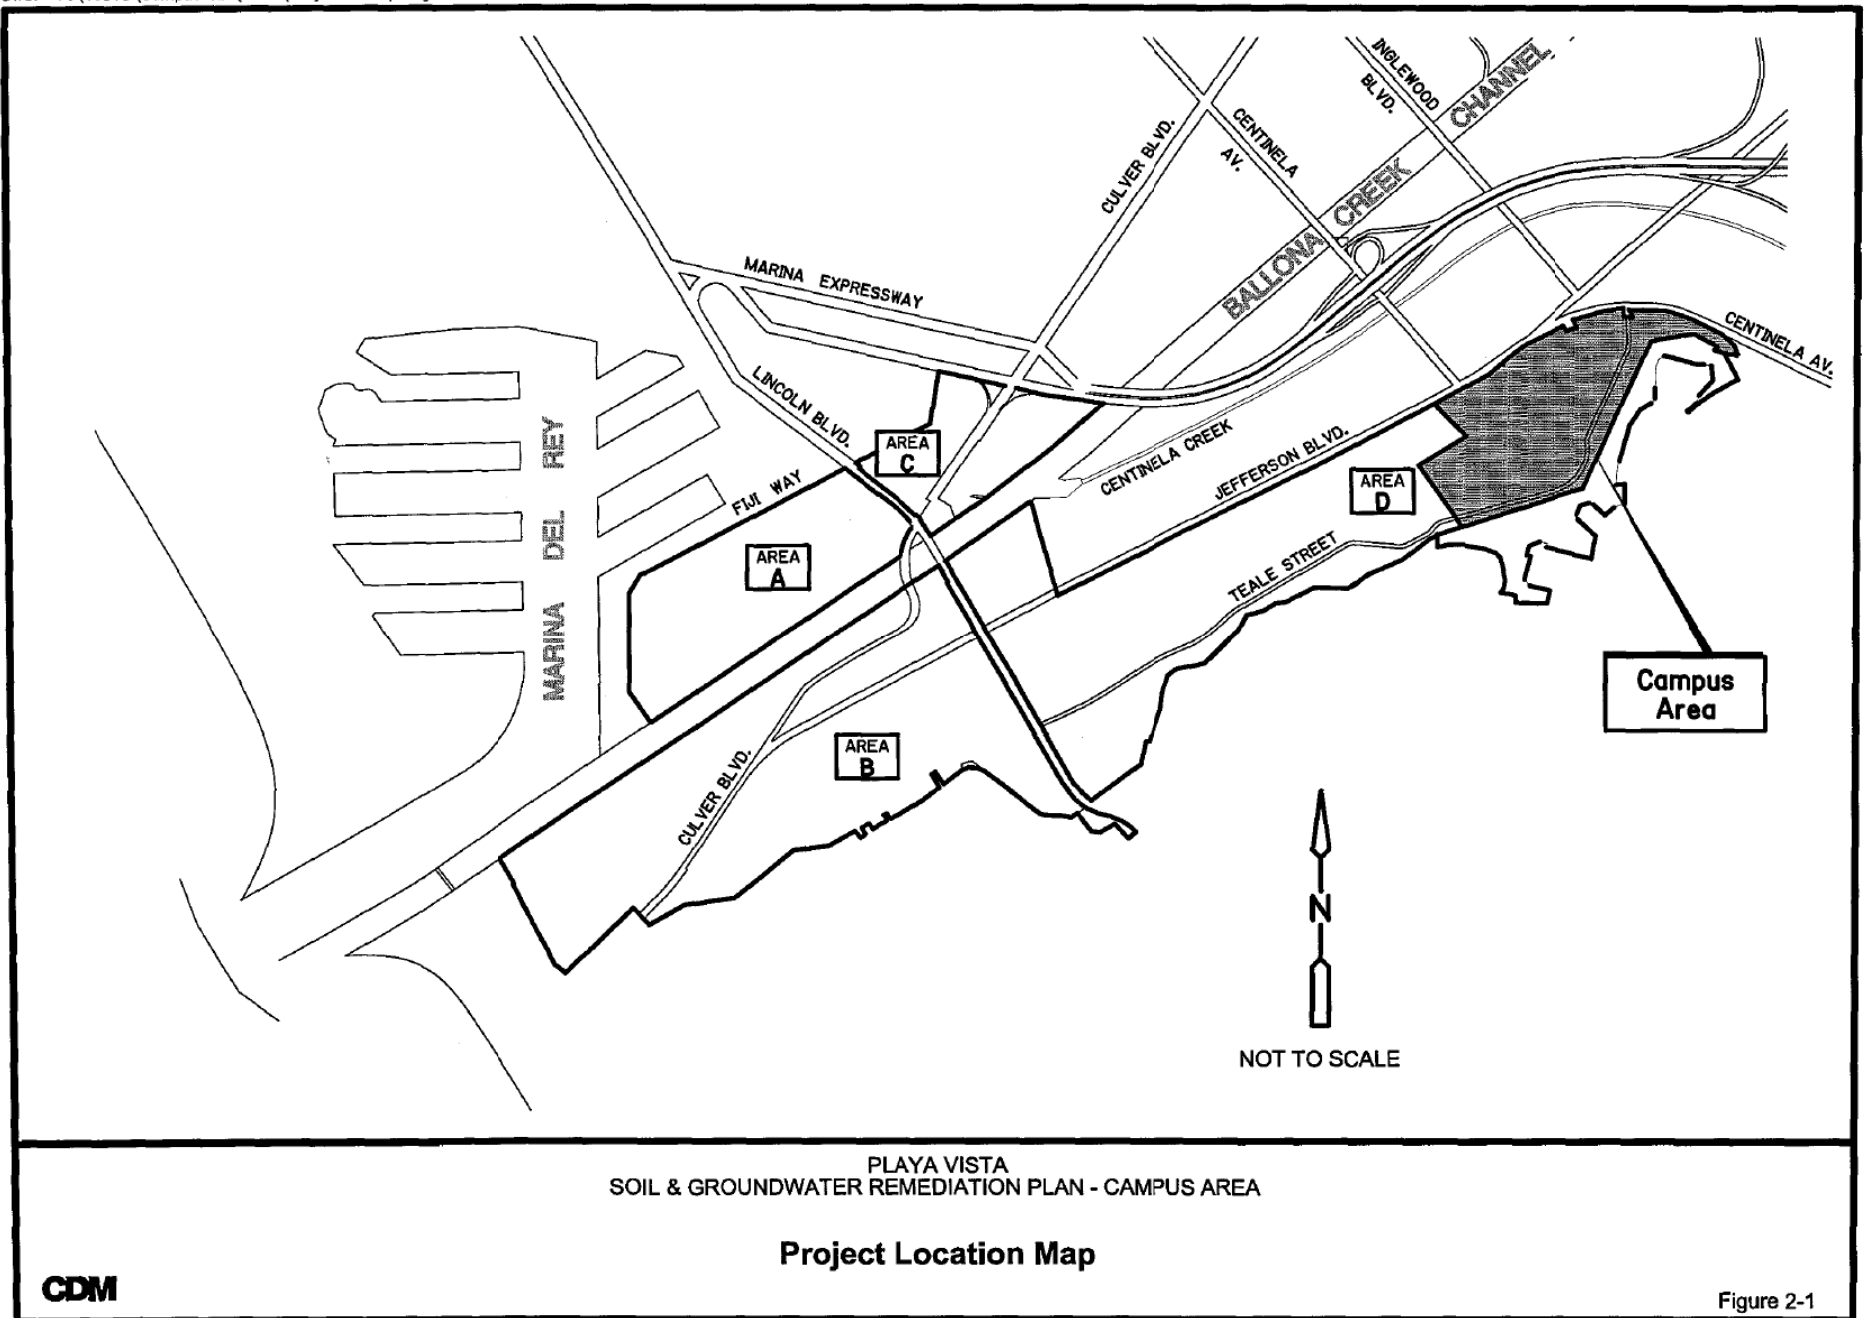 INGLEWOOD
BLVD.
CHANNEL
CENTINELA
AV.
CULVER BLVD.
BALLONA CREEK
MARINA EXPRESSWAY
CENTINELA AV.
LINCOLN BLVD.
AREA
C
CENTINELA CREEK
JEFFERSON BLVD.
FIJI WAY
AREA
D
MARINA DEL REY
AREA
A
TEALE STREET
Campus
Area
AREA
B
CULVER BLVD.
N
NOT TO SCALE
PLAYA VISTA
SOIL & GROUNDWATER REMEDIATION PLAN - CAMPUS AREA
Project Location Map
CDM
Figure 2-1